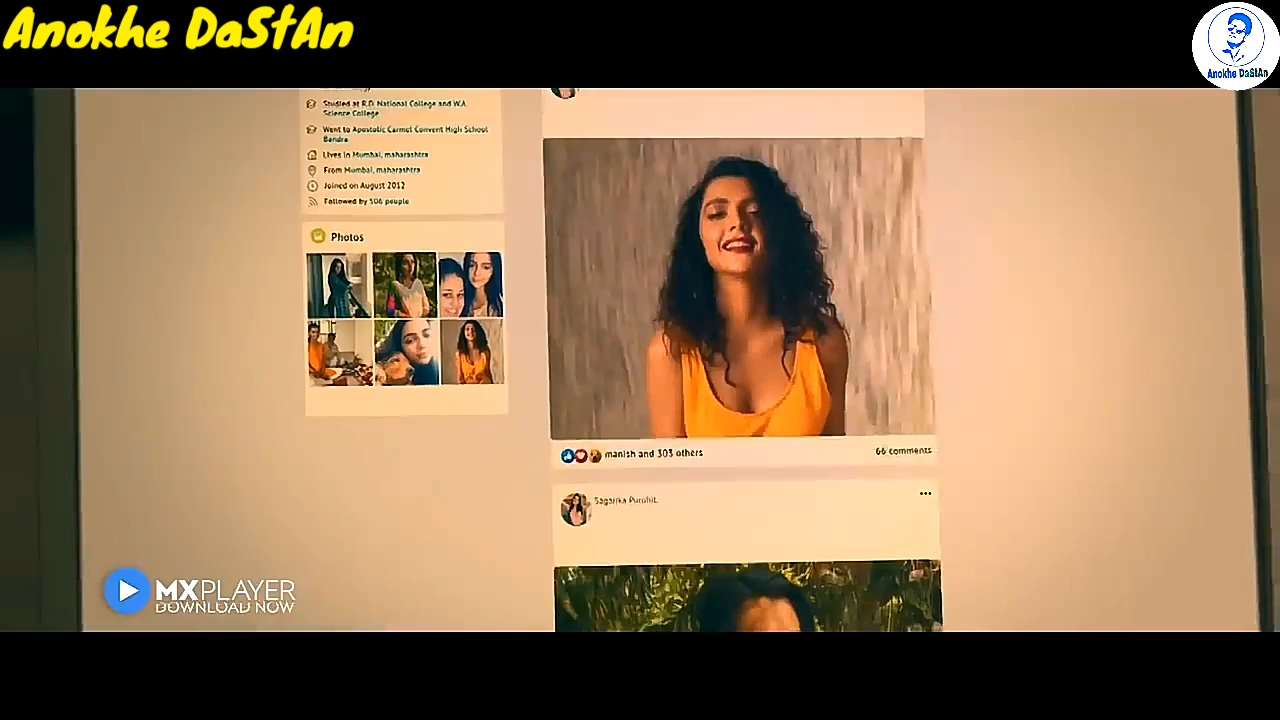 Anokhe DaStAn
Anokhe DaStAn
Studied at R.D. National College and W.A.
Science College
Went to Apostolic Carmel Convent High School
Bandra
Lives in Mumbai, maharashtra
From Mumbai, maharashtra
Joined on August 2012
Followed by 506 people
Photos
manish and 303 others
66 comments
Sagarika Purohit
MXPLAYER
DOWNLOAD NOW